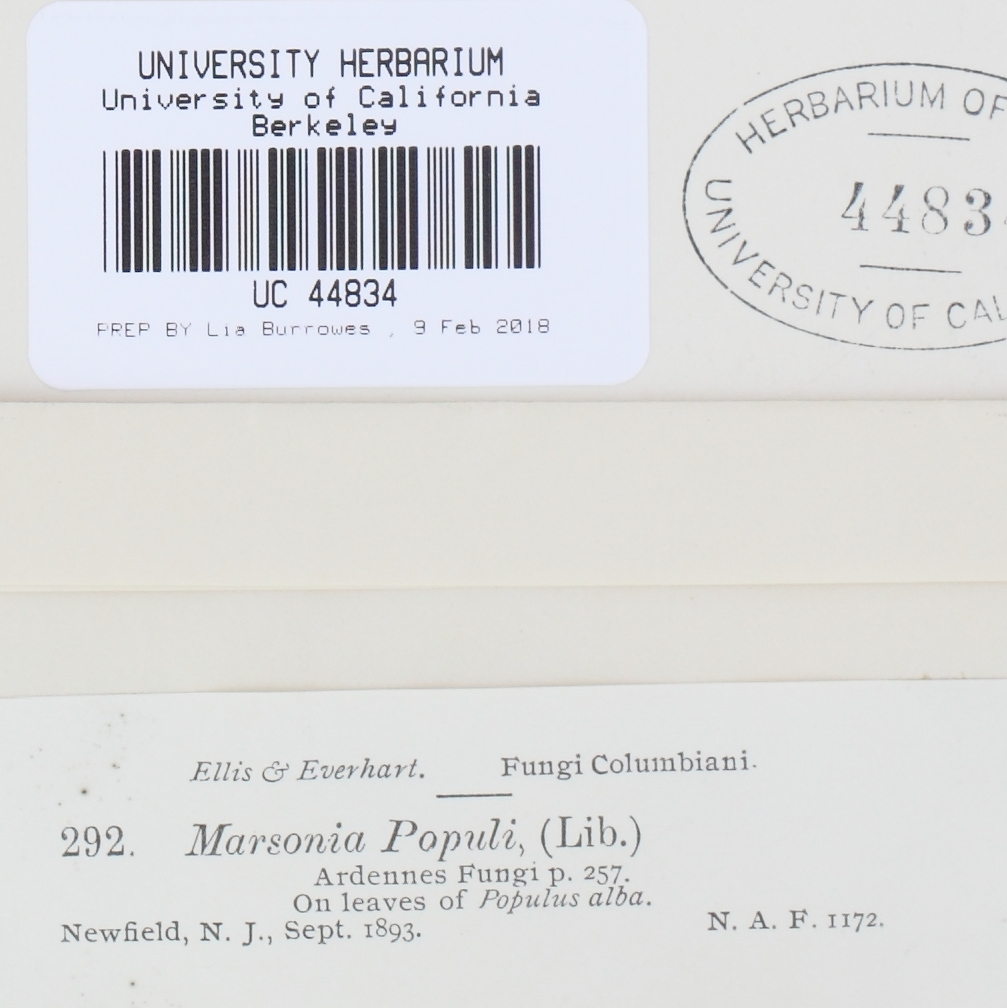 UNIVERSITY HERBARIUM
University of California
Berkeley
UC 44834
PREP BY Lia Burrowes , 9 Feb 2018
HERBARIUM OF
4483
UNIVERSITY OF CAL
Ellis & Everhart. Fungi Columbiani.
292. Marsonia Populi, (Lib.)
Ardennes Fungi p. 257.
On leaves of Populus alba.
Newfield, N. J., Sept. 1893. N. A. F. 1172.